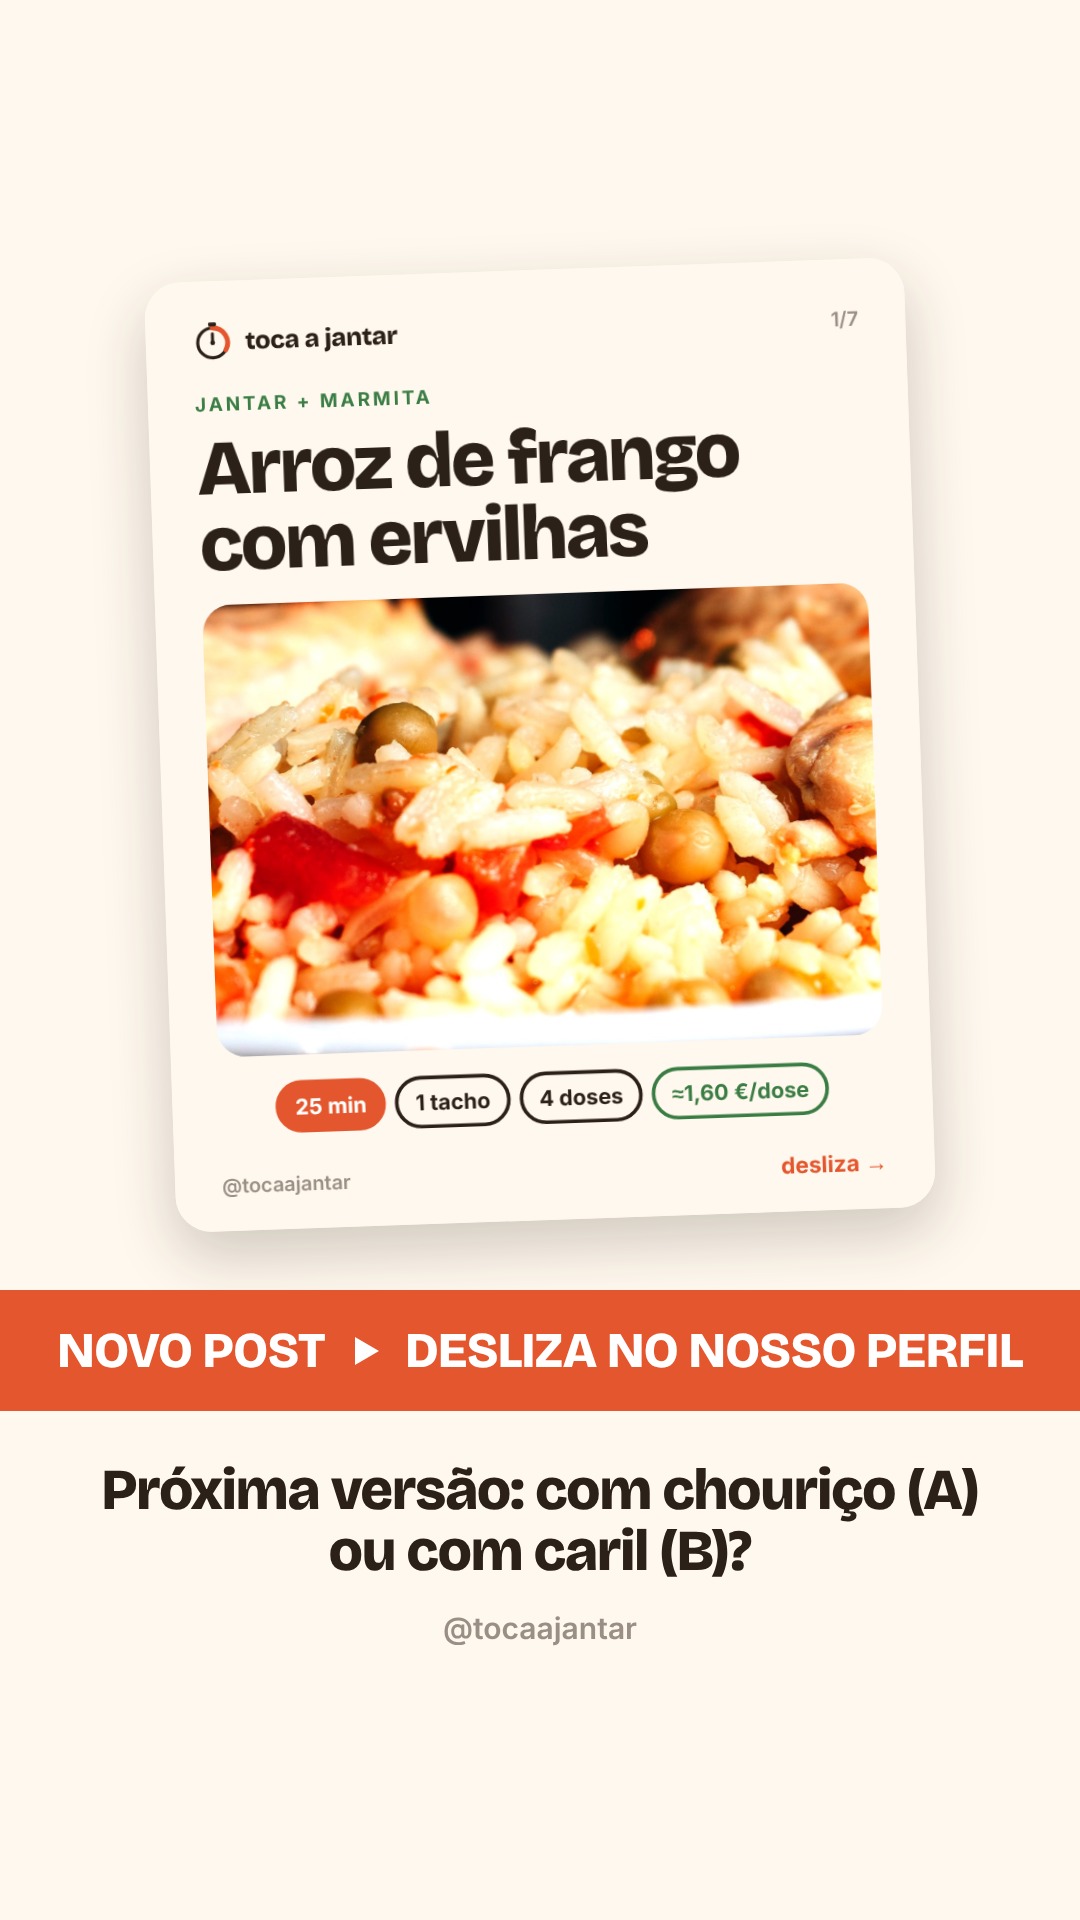 toca a jantar
1/7
JANTAR + MARMITA
Arroz de frango
com ervilhas
25 min
1 tacho
4 doses
≈1,60 €/dose
@tocaajantar
desliza →
NOVO POST ▶ DESLIZA NO NOSSO PERFIL
Próxima versão: com chouriço (A)
ou com caril (B)?
@tocaajantar